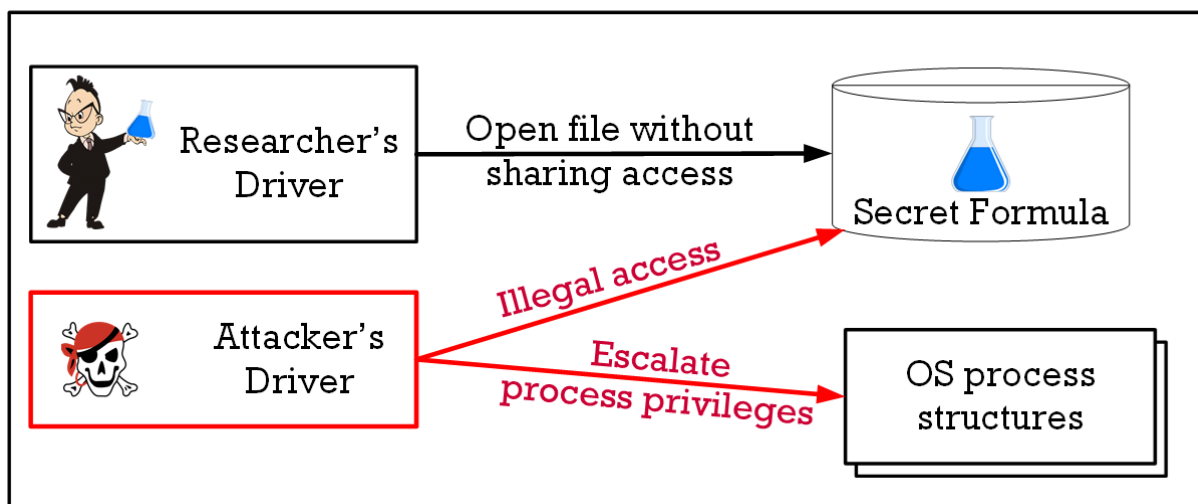 Researcher's
Driver
Open file without
sharing access
Secret Formula
Illegal access
Attacker's
Driver
Escalate
process privileges
OS process
structures